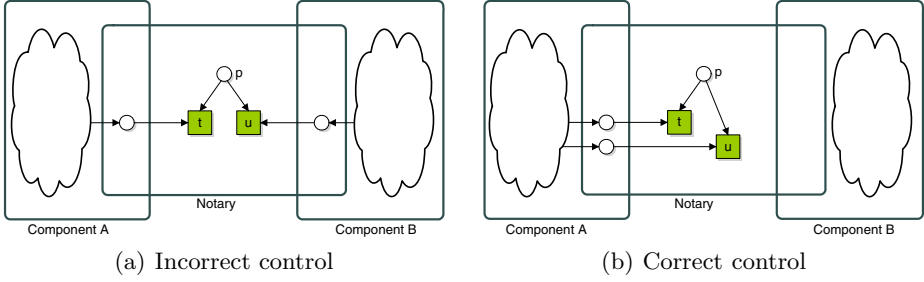 p
t
u
Notary
Component A
Component B
(a) Incorrect control
p
t
u
Notary
Component A
Component B
(b) Correct control